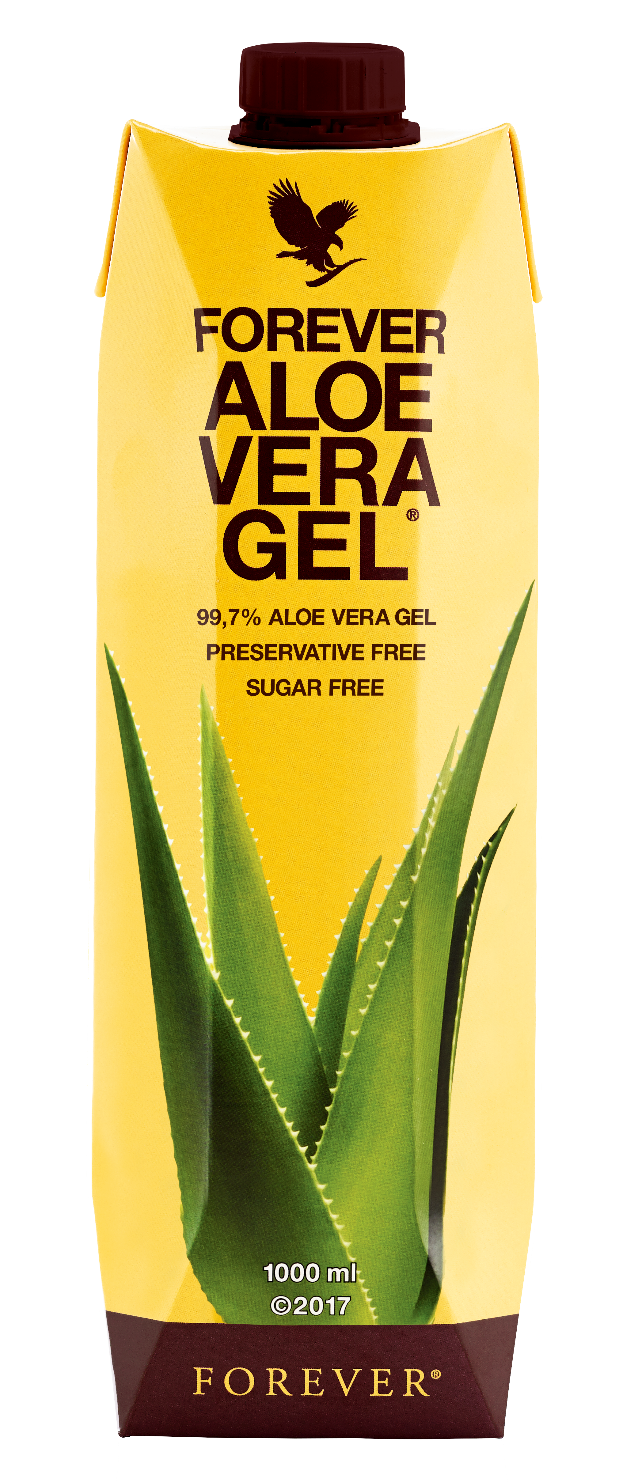 FOREVER
ALOE
VERA
GEL®
99,7% ALOE VERA GEL
PRESERVATIVE FREE
SUGAR FREE
1000 ml
©2017
FOREVER®